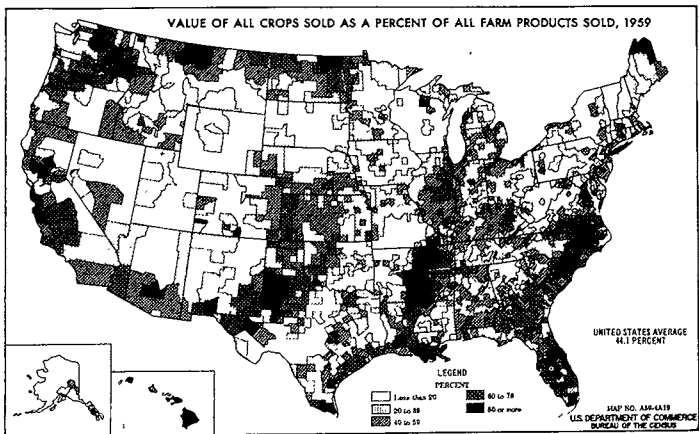 VALUE OF ALL CROPS SOLD AS A PERCENT OF ALL FARM PRODUCTS SOLD, 1959
UNITED STATES AVERAGE
44.1 PERCENT
LEGEND
PERCENT
Less than 20
20 to 39
40 to 59
60 to 79
80 or more
MAP NO. A59-4A19
U.S. DEPARTMENT OF COMMERCE
BUREAU OF THE CENSUS